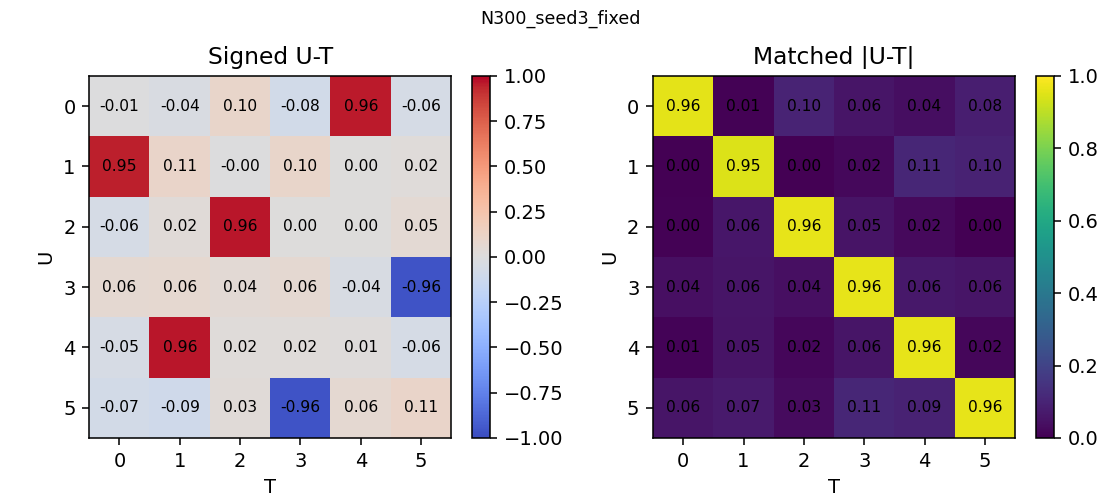 N300_seed3_fixed
Signed U-T
Matched |U-T|
0 -0.01 -0.04 0.10 -0.08 0.96 -0.06
1 0.95 0.11 -0.00 0.10 0.00 0.02
2 -0.06 0.02 0.96 0.00 0.00 0.05
3 0.06 0.06 0.04 0.06 -0.04 -0.96
4 -0.05 0.96 0.02 0.02 0.01 -0.06
5 -0.07 -0.09 0.03 -0.96 0.06 0.11
0 1 2 3 4 5
U
T
1.00
0.75
0.50
0.25
0.00
−0.25
−0.50
−0.75
−1.00
0 0.96 0.01 0.10 0.06 0.04 0.08
1 0.00 0.95 0.00 0.02 0.11 0.10
2 0.00 0.06 0.96 0.05 0.02 0.00
3 0.04 0.06 0.04 0.96 0.06 0.06
4 0.01 0.05 0.02 0.06 0.96 0.02
5 0.06 0.07 0.03 0.11 0.09 0.96
0 1 2 3 4 5
U
T
1.0
0.8
0.6
0.4
0.2
0.0